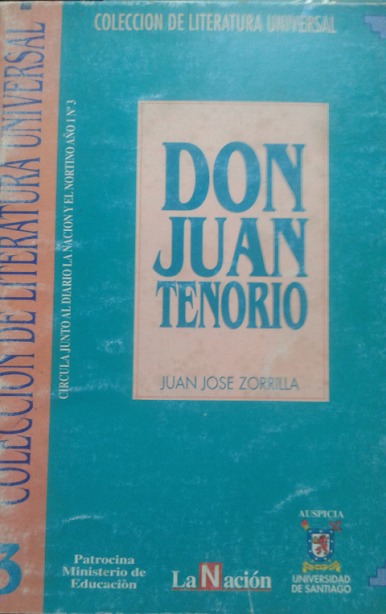 COLECCION DE LITERATURA UNIVERSAL
DON
JUAN
TENORIO
JUAN JOSE ZORRILLA
COLECCION DE LITERATURA UNIVERSAL
CIRCULA JUNTO AL DIARIO LA NACION Y EL NORTINO AÑO 1 Nº 3
3
Patrocina
Ministerio de
Educación
La Nación
AUSPICIA
UNIVERSIDAD
DE SANTIAGO